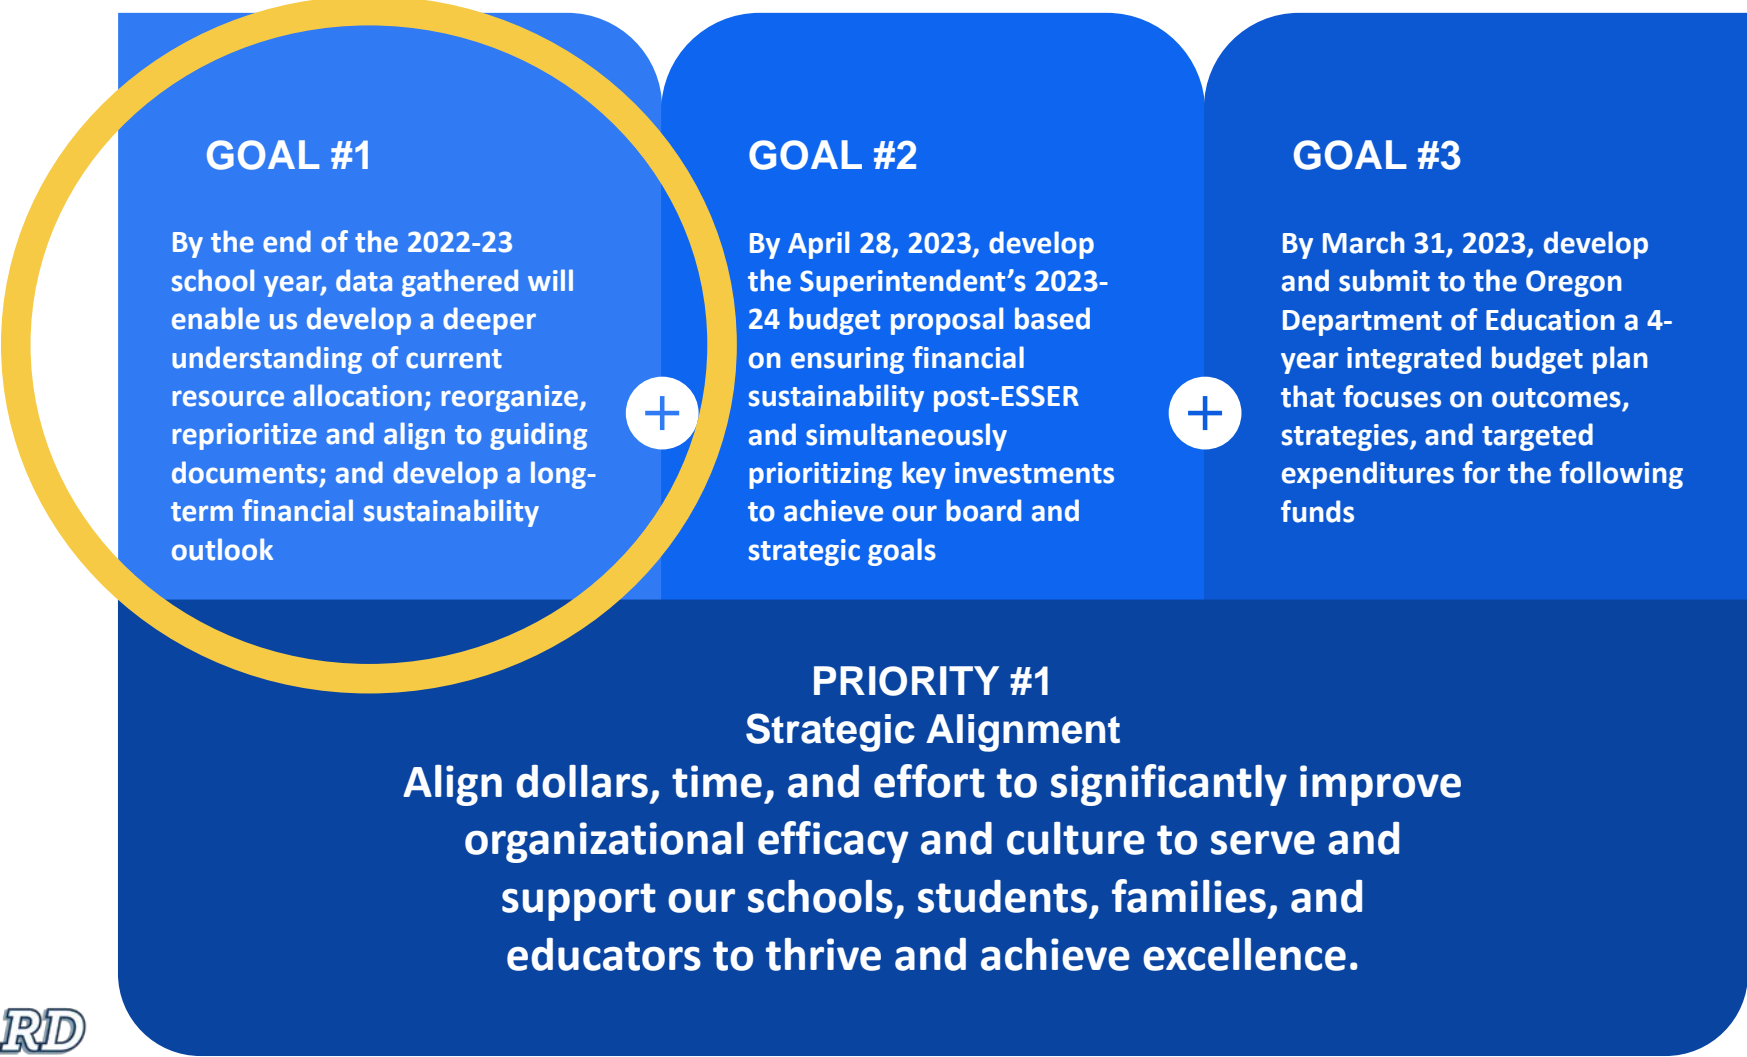 GOAL #1
By the end of the 2022-23
school year, data gathered will
enable us develop a deeper
understanding of current
resource allocation; reorganize,
reprioritize and align to guiding
documents; and develop a long-
term financial sustainability
outlook
GOAL #2
By April 28, 2023, develop
the Superintendent’s 2023-
24 budget proposal based
on ensuring financial
sustainability post-ESSER
and simultaneously
prioritizing key investments
to achieve our board and
strategic goals
GOAL #3
By March 31, 2023, develop
and submit to the Oregon
Department of Education a 4-
year integrated budget plan
that focuses on outcomes,
strategies, and targeted
expenditures for the following
funds
PRIORITY #1
Strategic Alignment
Align dollars, time, and effort to significantly improve
organizational efficacy and culture to serve and
support our schools, students, families, and
educators to thrive and achieve excellence.
RD